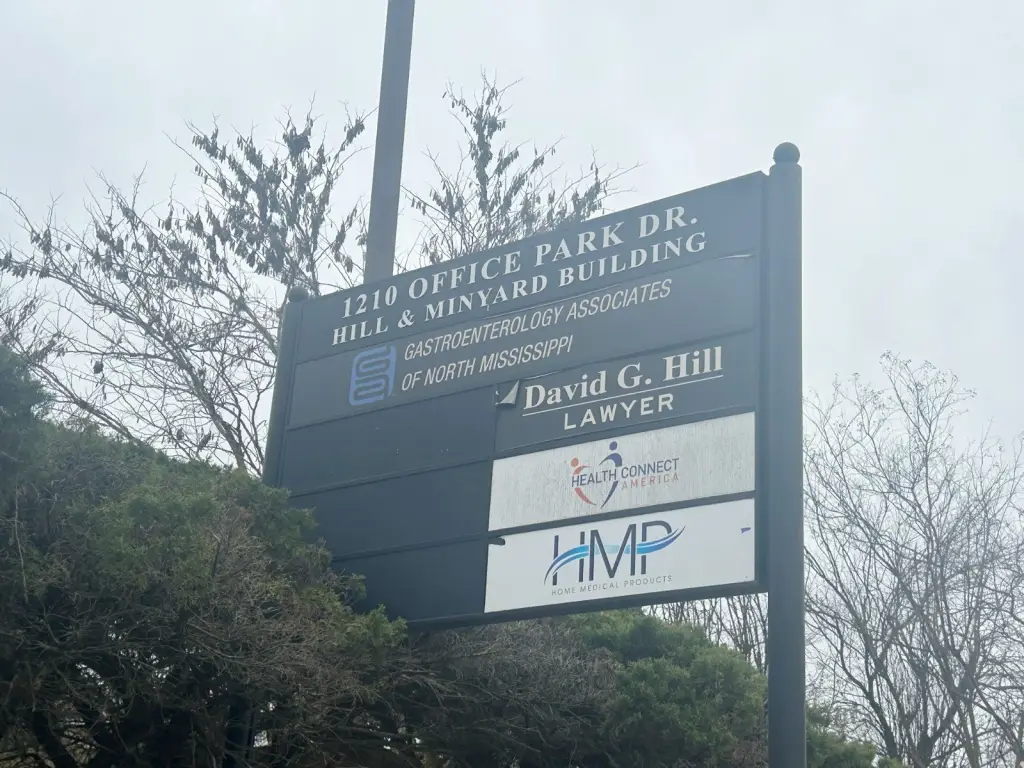 1210 OFFICE PARK DR.
HILL & MINYARD BUILDING
GASTROENTEROLOGY ASSOCIATES
OF NORTH MISSISSIPPI
David G. Hill
LAWYER
HEALTH CONNECT
AMERICA
HMP
HOME MEDICAL PRODUCTS